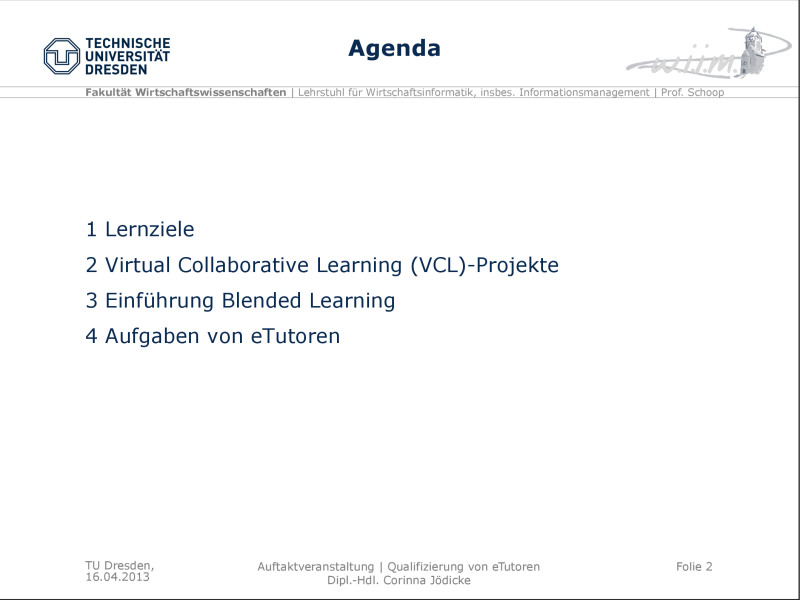 TECHNISCHE
UNIVERSITÄT
DRESDEN
Agenda
w.i.i.m.
Fakultät Wirtschaftswissenschaften | Lehrstuhl für Wirtschaftsinformatik, insbes. Informationsmanagement | Prof. Schoop
1 Lernziele
2 Virtual Collaborative Learning (VCL)-Projekte
3 Einführung Blended Learning
4 Aufgaben von eTutoren
TU Dresden,
16.04.2013
Auftaktveranstaltung | Qualifizierung von eTutoren
Dipl.-Hdl. Corinna Jödicke
Folie 2